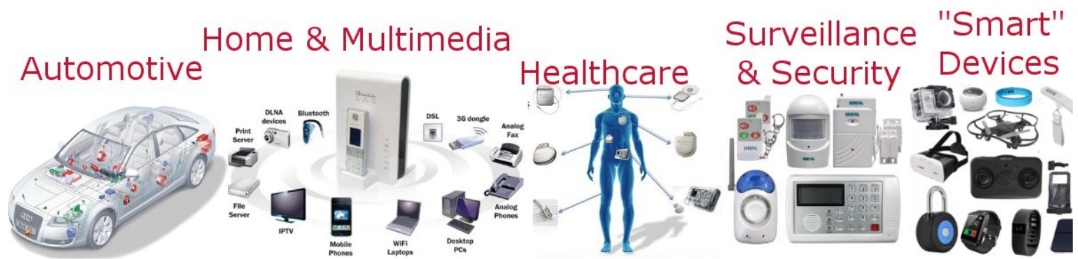 Automotive
Home & Multimedia
Healthcare
Surveillance
& Security
"Smart"
Devices
Print
Server
DLNA
devices
Bluetooth
DSL
3G dongle
Analog
Fax
File
Server
IPTV
Mobile
Phones
WiFi
Laptops
Desktop
PCs
Analog
Phones